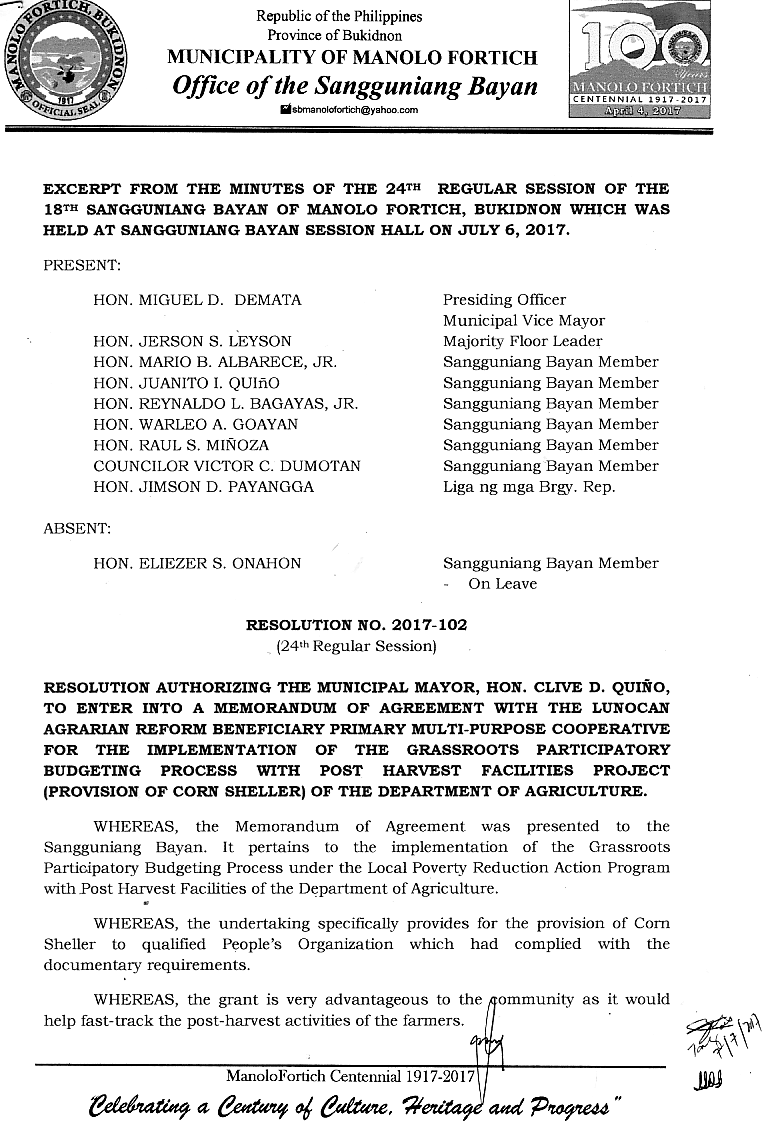 MANOLO FORTICH, BUKIDNON
1917
OFFICIAL SEAL
Republic of the Philippines
Province of Bukidnon
MUNICIPALITY OF MANOLO FORTICH
Office of the Sangguniang Bayan
sbmanolofortich@yahoo.com
100
Years
MANOLO FORTICH
CENTENNIAL 1917-2017
April 4, 2017
EXCERPT FROM THE MINUTES OF THE 24TH REGULAR SESSION OF THE
18TH SANGGUNIANG BAYAN OF MANOLO FORTICH, BUKIDNON WHICH WAS
HELD AT SANGGUNIANG BAYAN SESSION HALL ON JULY 6, 2017.
PRESENT:
HON. MIGUEL D. DEMATA Presiding Officer
Municipal Vice Mayor
HON. JERSON S. LEYSON Majority Floor Leader
HON. MARIO B. ALBARECE, JR. Sangguniang Bayan Member
HON. JUANITO I. QUIñO Sangguniang Bayan Member
HON. REYNALDO L. BAGAYAS, JR. Sangguniang Bayan Member
HON. WARLEO A. GOAYAN Sangguniang Bayan Member
HON. RAUL S. MIÑOZA Sangguniang Bayan Member
COUNCILOR VICTOR C. DUMOTAN Sangguniang Bayan Member
HON. JIMSON D. PAYANGGA Liga ng mga Brgy. Rep.
ABSENT:
HON. ELIEZER S. ONAHON Sangguniang Bayan Member
- On Leave
RESOLUTION NO. 2017-102
(24th Regular Session)
RESOLUTION AUTHORIZING THE MUNICIPAL MAYOR, HON. CLIVE D. QUIÑO,
TO ENTER INTO A MEMORANDUM OF AGREEMENT WITH THE LUNOCAN
AGRARIAN REFORM BENEFICIARY PRIMARY MULTI-PURPOSE COOPERATIVE
FOR THE IMPLEMENTATION OF THE GRASSROOTS PARTICIPATORY
BUDGETING PROCESS WITH POST HARVEST FACILITIES PROJECT
(PROVISION OF CORN SHELLER) OF THE DEPARTMENT OF AGRICULTURE.
WHEREAS, the Memorandum of Agreement was presented to the
Sangguniang Bayan. It pertains to the implementation of the Grassroots
Participatory Budgeting Process under the Local Poverty Reduction Action Program
with Post Harvest Facilities of the Department of Agriculture.
WHEREAS, the undertaking specifically provides for the provision of Corn
Sheller to qualified People's Organization which had complied with the
documentary requirements.
WHEREAS, the grant is very advantageous to the community as it would
help fast-track the post-harvest activities of the farmers.
ManoloFortich Centennial 1917-2017
"Celebrating a Century of Culture, Heritage and Progress"